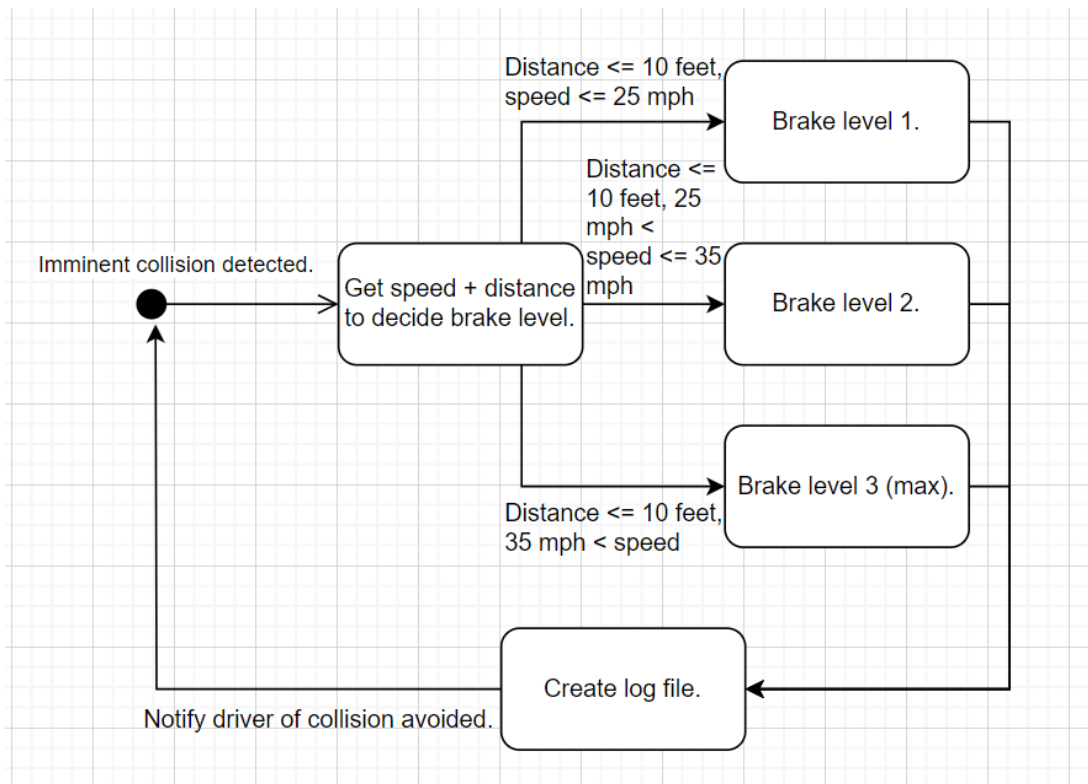 Distance <= 10 feet,
speed <= 25 mph
Brake level 1.
Distance <=
10 feet, 25
mph <
speed <= 35
mph
Imminent collision detected.
Get speed + distance
to decide brake level.
Brake level 2.
Brake level 3 (max).
Distance <= 10 feet,
35 mph < speed
Create log file.
Notify driver of collision avoided.